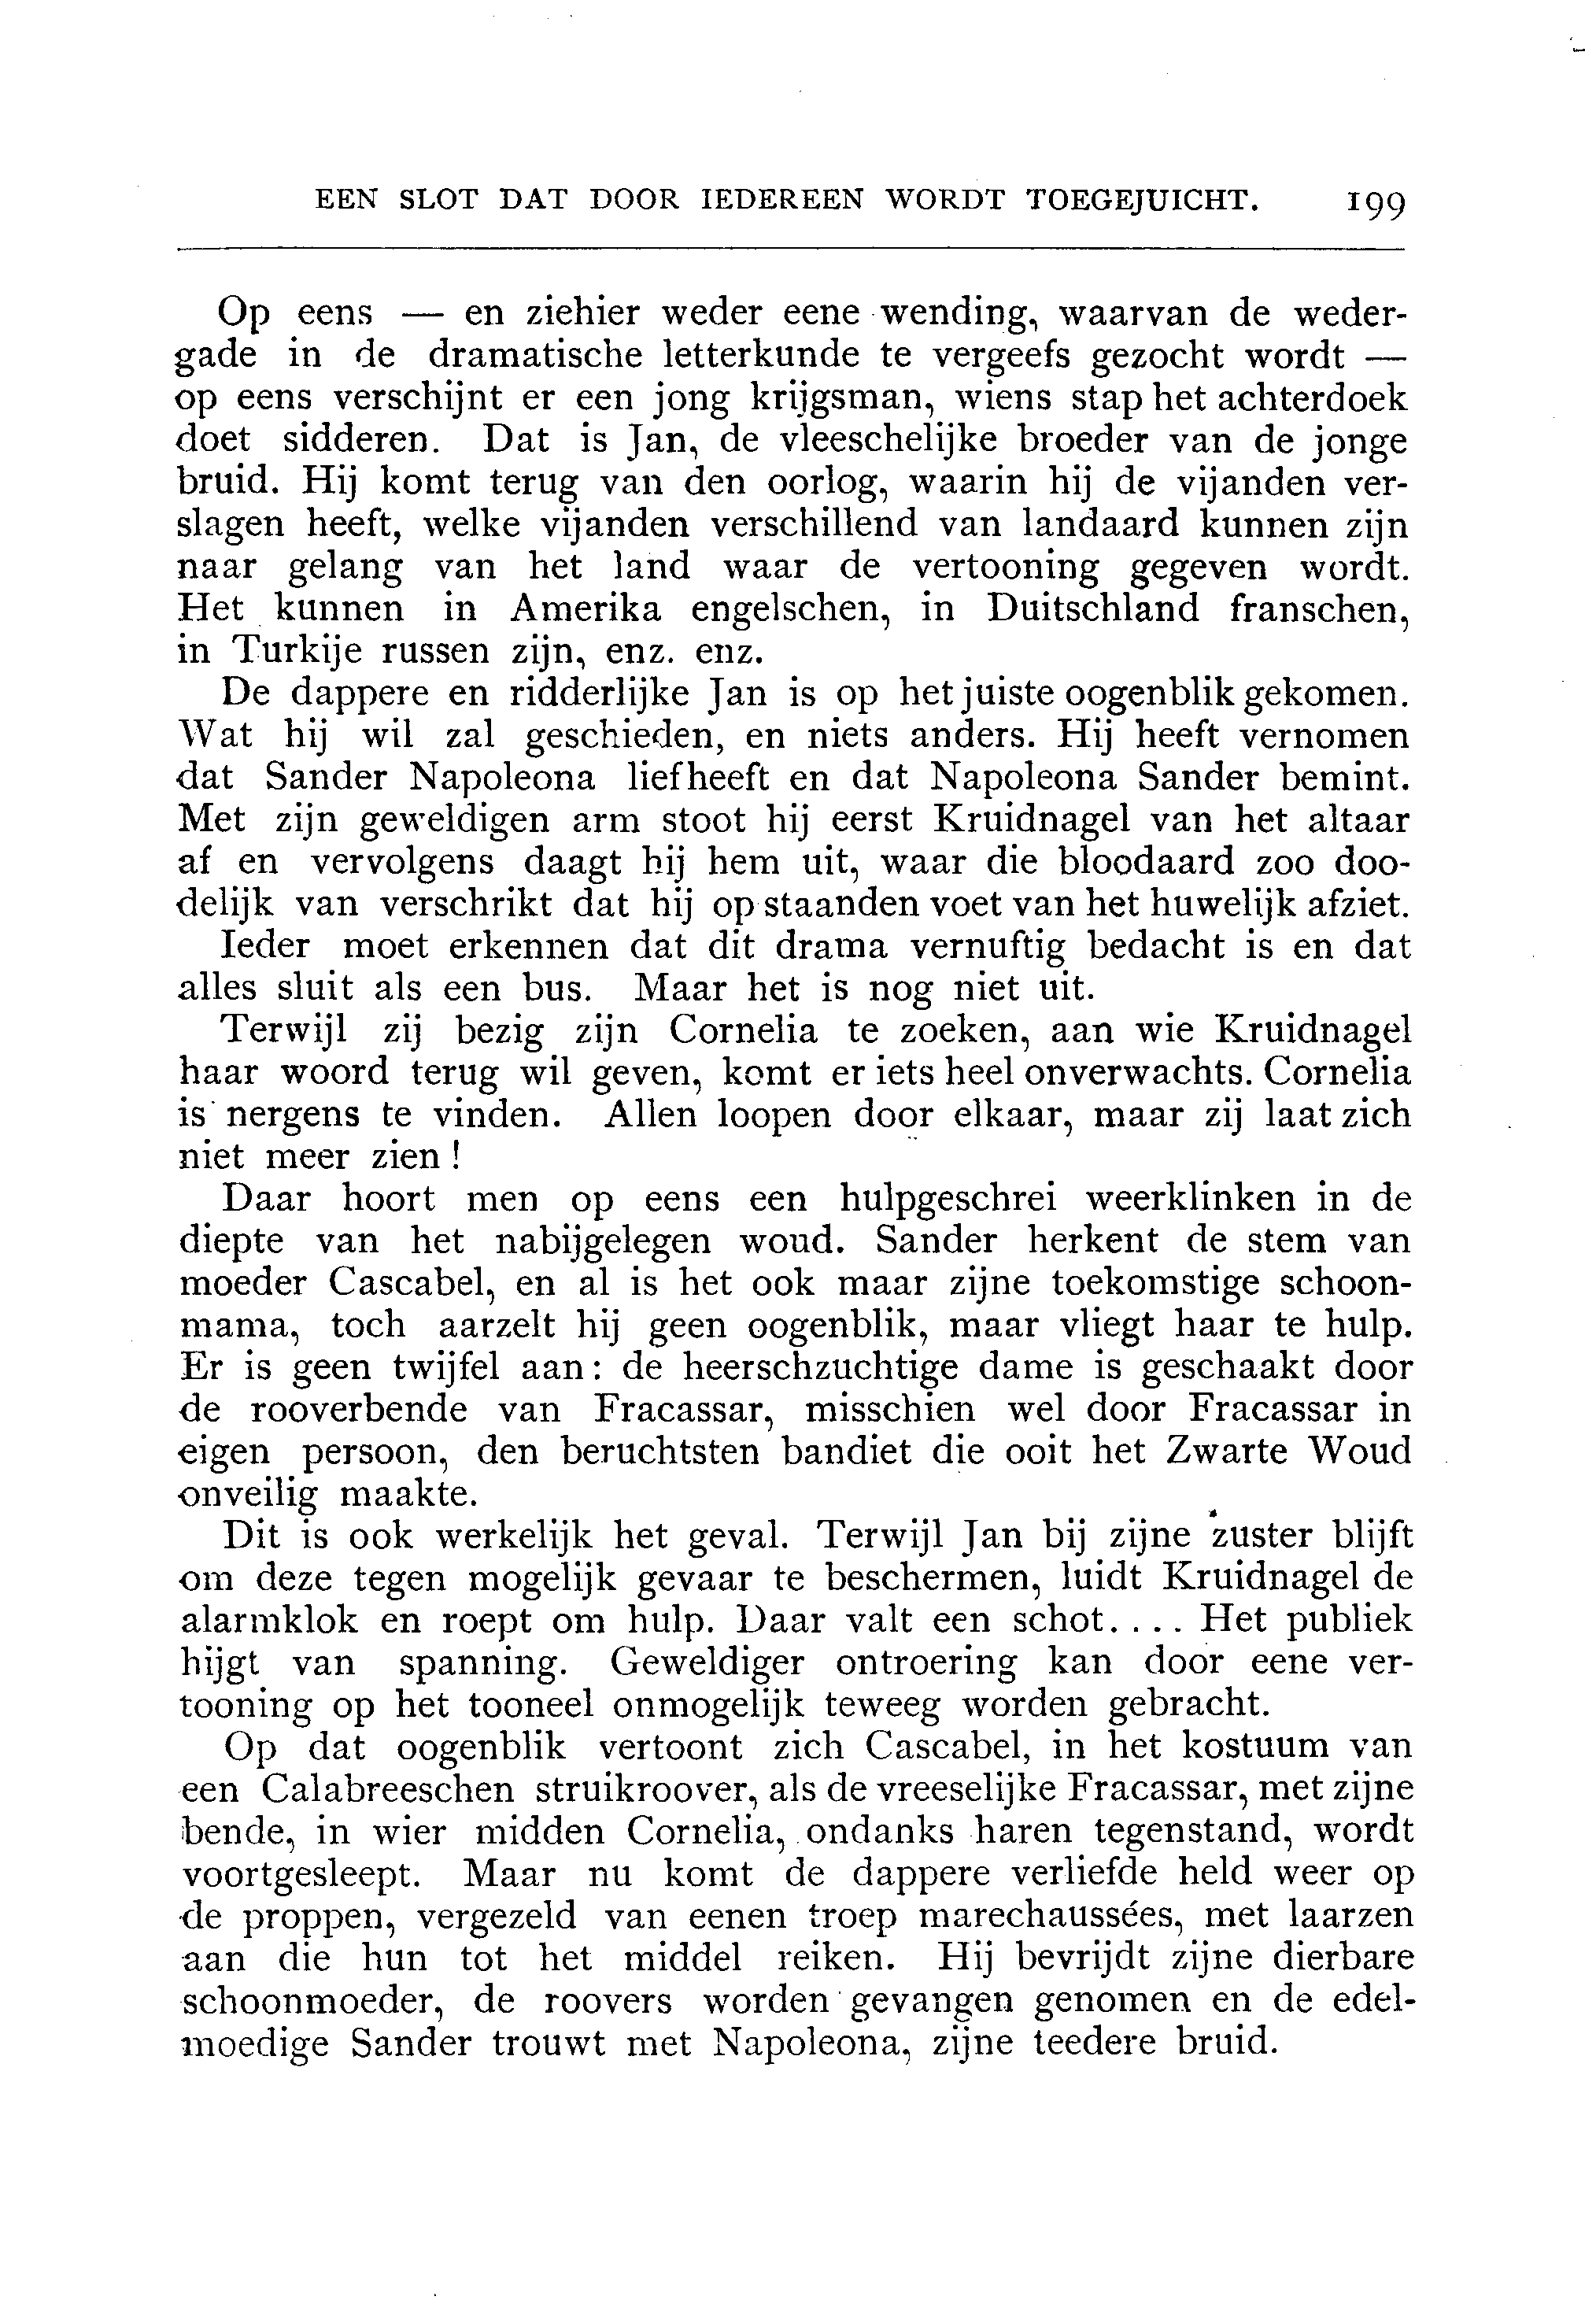 EEN SLOT DAT DOOR IEDEREEN WORDT TOEGEJUICHT. 199
Op eens — en ziehier weder eene wending, waarvan de weder-
gade in de dramatische letterkunde te vergeefs gezocht wordt —
op eens verschijnt er een jong krijgsman, wiens stap het achterdoek
doet sidderen. Dat is Jan, de vleeschelijke broeder van de jonge
bruid. Hij komt terug van den oorlog, waarin hij de vijanden ver-
slagen heeft, welke vijanden verschillend van landaard kunnen zijn
naar gelang van het land waar de vertooning gegeven wordt.
Het kunnen in Amerika engelschen, in Duitschland franschen,
in Turkije russen zijn, enz. enz.
De dappere en ridderlijke Jan is op het juiste oogenblik gekomen.
Wat hij wil zal geschieden, en niets anders. Hij heeft vernomen
dat Sander Napoleona liefheeft en dat Napoleona Sander bemint.
Met zijn geweldigen arm stoot hij eerst Kruidnagel van het altaar
af en vervolgens daagt hij hem uit, waar die bloodaard zoo doo-
delijk van verschrikt dat hij op staanden voet van het huwelijk afziet.
Ieder moet erkennen dat dit drama vernuftig bedacht is en dat
alles sluit als een bus. Maar het is nog niet uit.
Terwijl zij bezig zijn Cornelia te zoeken, aan wie Kruidnagel
haar woord terug wil geven, komt er iets heel onverwachts. Cornelia
is nergens te vinden. Allen loopen door elkaar, maar zij laat zich
niet meer zien!
Daar hoort men op eens een hulpgeschrei weerklinken in de
diepte van het nabijgelegen woud. Sander herkent de stem van
moeder Cascabel, en al is het ook maar zijne toekomstige schoon-
mama, toch aarzelt hij geen oogenblik, maar vliegt haar te hulp.
Er is geen twijfel aan: de heerschzuchtige dame is geschaakt door
de rooverbende van Fracassar, misschien wel door Fracassar in
eigen persoon, den beruchtsten bandiet die ooit het Zwarte Woud
onveilig maakte.
Dit is ook werkelijk het geval. Terwijl Jan bij zijne zuster blijft
om deze tegen mogelijk gevaar te beschermen, luidt Kruidnagel de
alarmklok en roept om hulp. Daar valt een schot.... Het publiek
hijgt van spanning. Geweldiger ontroering kan door eene ver-
tooning op het tooneel onmogelijk teweeg worden gebracht.
Op dat oogenblik vertoont zich Cascabel, in het kostuum van
een Calabreeschen struikroover, als de vreeselijke Fracassar, met zijne
bende, in wier midden Cornelia, ondanks haren tegenstand, wordt
voortgesleept. Maar nu komt de dappere verliefde held weer op
de proppen, vergezeld van eenen troep marechaussées, met laarzen
aan die hun tot het middel reiken. Hij bevrijdt zijne dierbare
schoonmoeder, de roovers worden gevangen genomen en de edel-
moedige Sander trouwt met Napoleona, zijne teedere bruid.